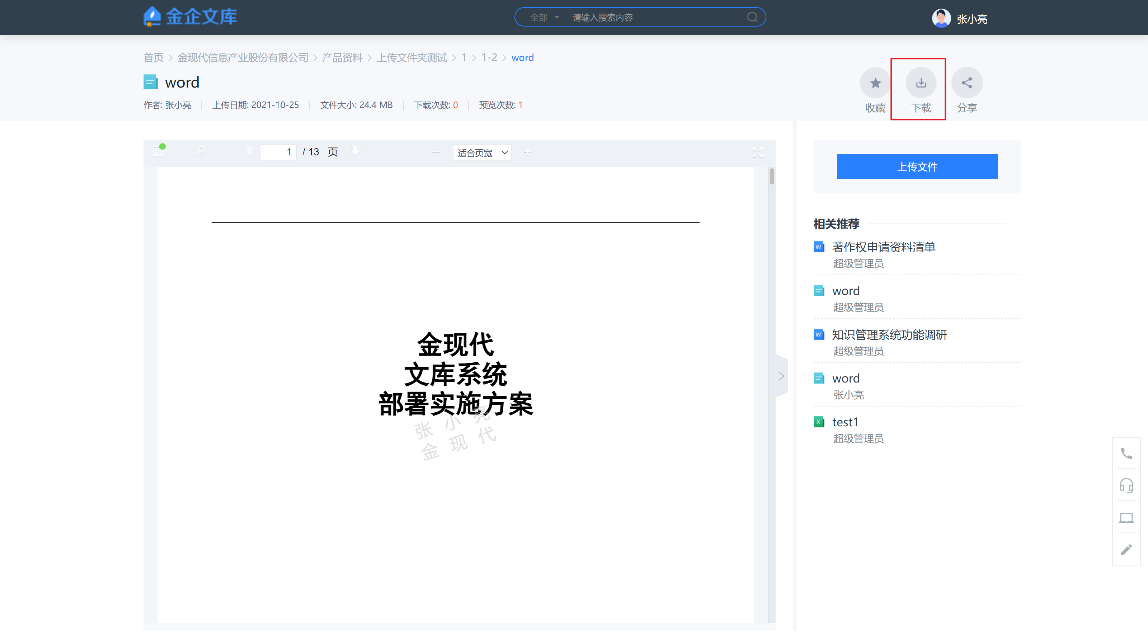 金企文库
全部
请输入搜索内容
张小亮
首页 > 金现代信息产业股份有限公司 > 产品资料 > 上传文件夹测试 > 1 > 1-2 > word
word
作者: 张小亮 | 上传日期: 2021-10-25 | 文件大小: 24.4 MB | 下载次数: 0 | 预览次数: 1
收藏
下载
分享
1 / 13 页
适合页宽
金现代
文库系统
部署实施方案
张小亮
金现代
上传文件
相关推荐
著作权申请资料清单
超级管理员
word
超级管理员
知识管理系统功能调研
超级管理员
word
张小亮
test1
超级管理员